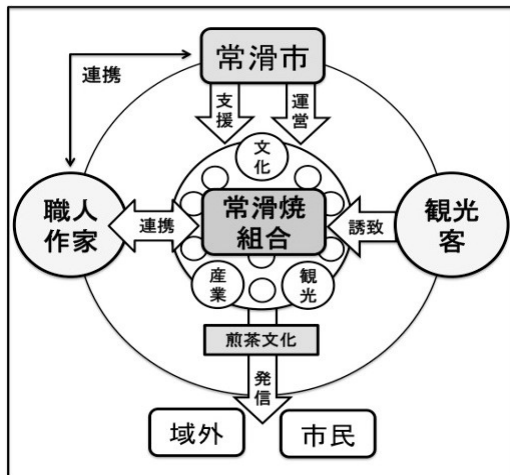 常滑市
連携
支援
運営
文化
職人
作家
連携
常滑焼
組合
誘致
観光
客
産業
観光
煎茶文化
発信
域外
市民